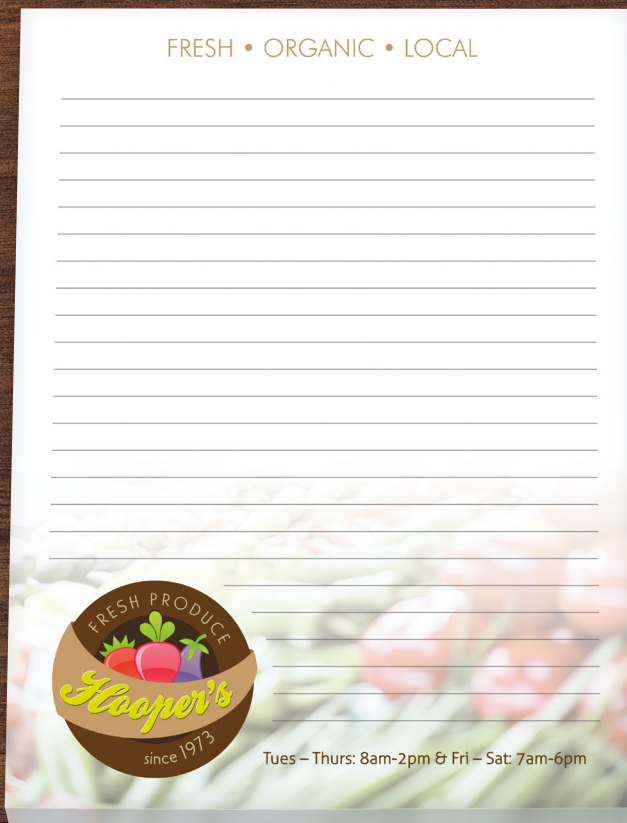 FRESH • ORGANIC • LOCAL
FRESH PRODUCE
Hooper's
since 1973
Tues – Thurs: 8am-2pm & Fri – Sat: 7am-6pm